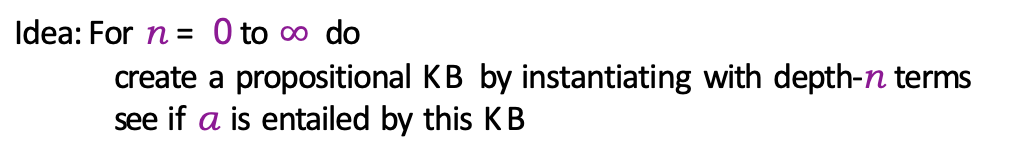 Idea: For n = 0 to ∞ do
create a propositional KB by instantiating with depth-n terms
see if a is entailed by this KB